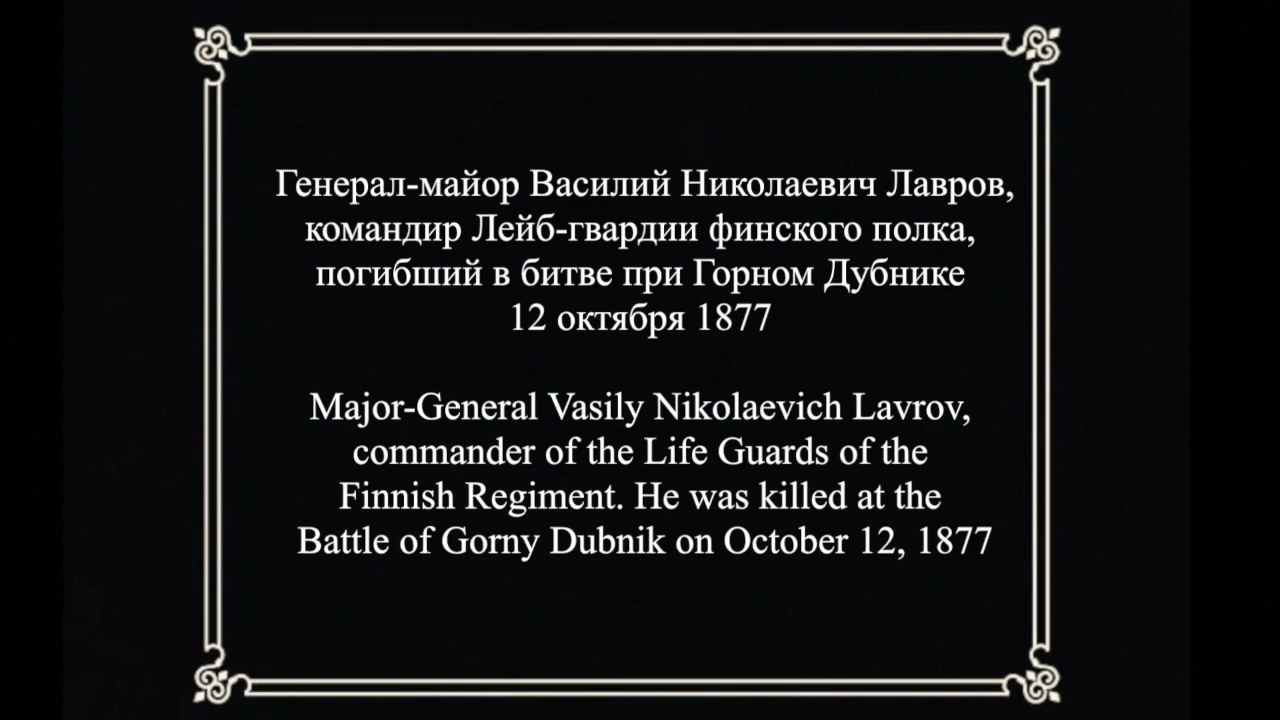 Генерал-майор Василий Николаевич Лавров,
командир Лейб-гвардии финского полка,
погибший в битве при Горном Дубнике
12 октября 1877
Major-General Vasily Nikolaevich Lavrov,
commander of the Life Guards of the
Finnish Regiment. He was killed at the
Battle of Gorny Dubnik on October 12, 1877